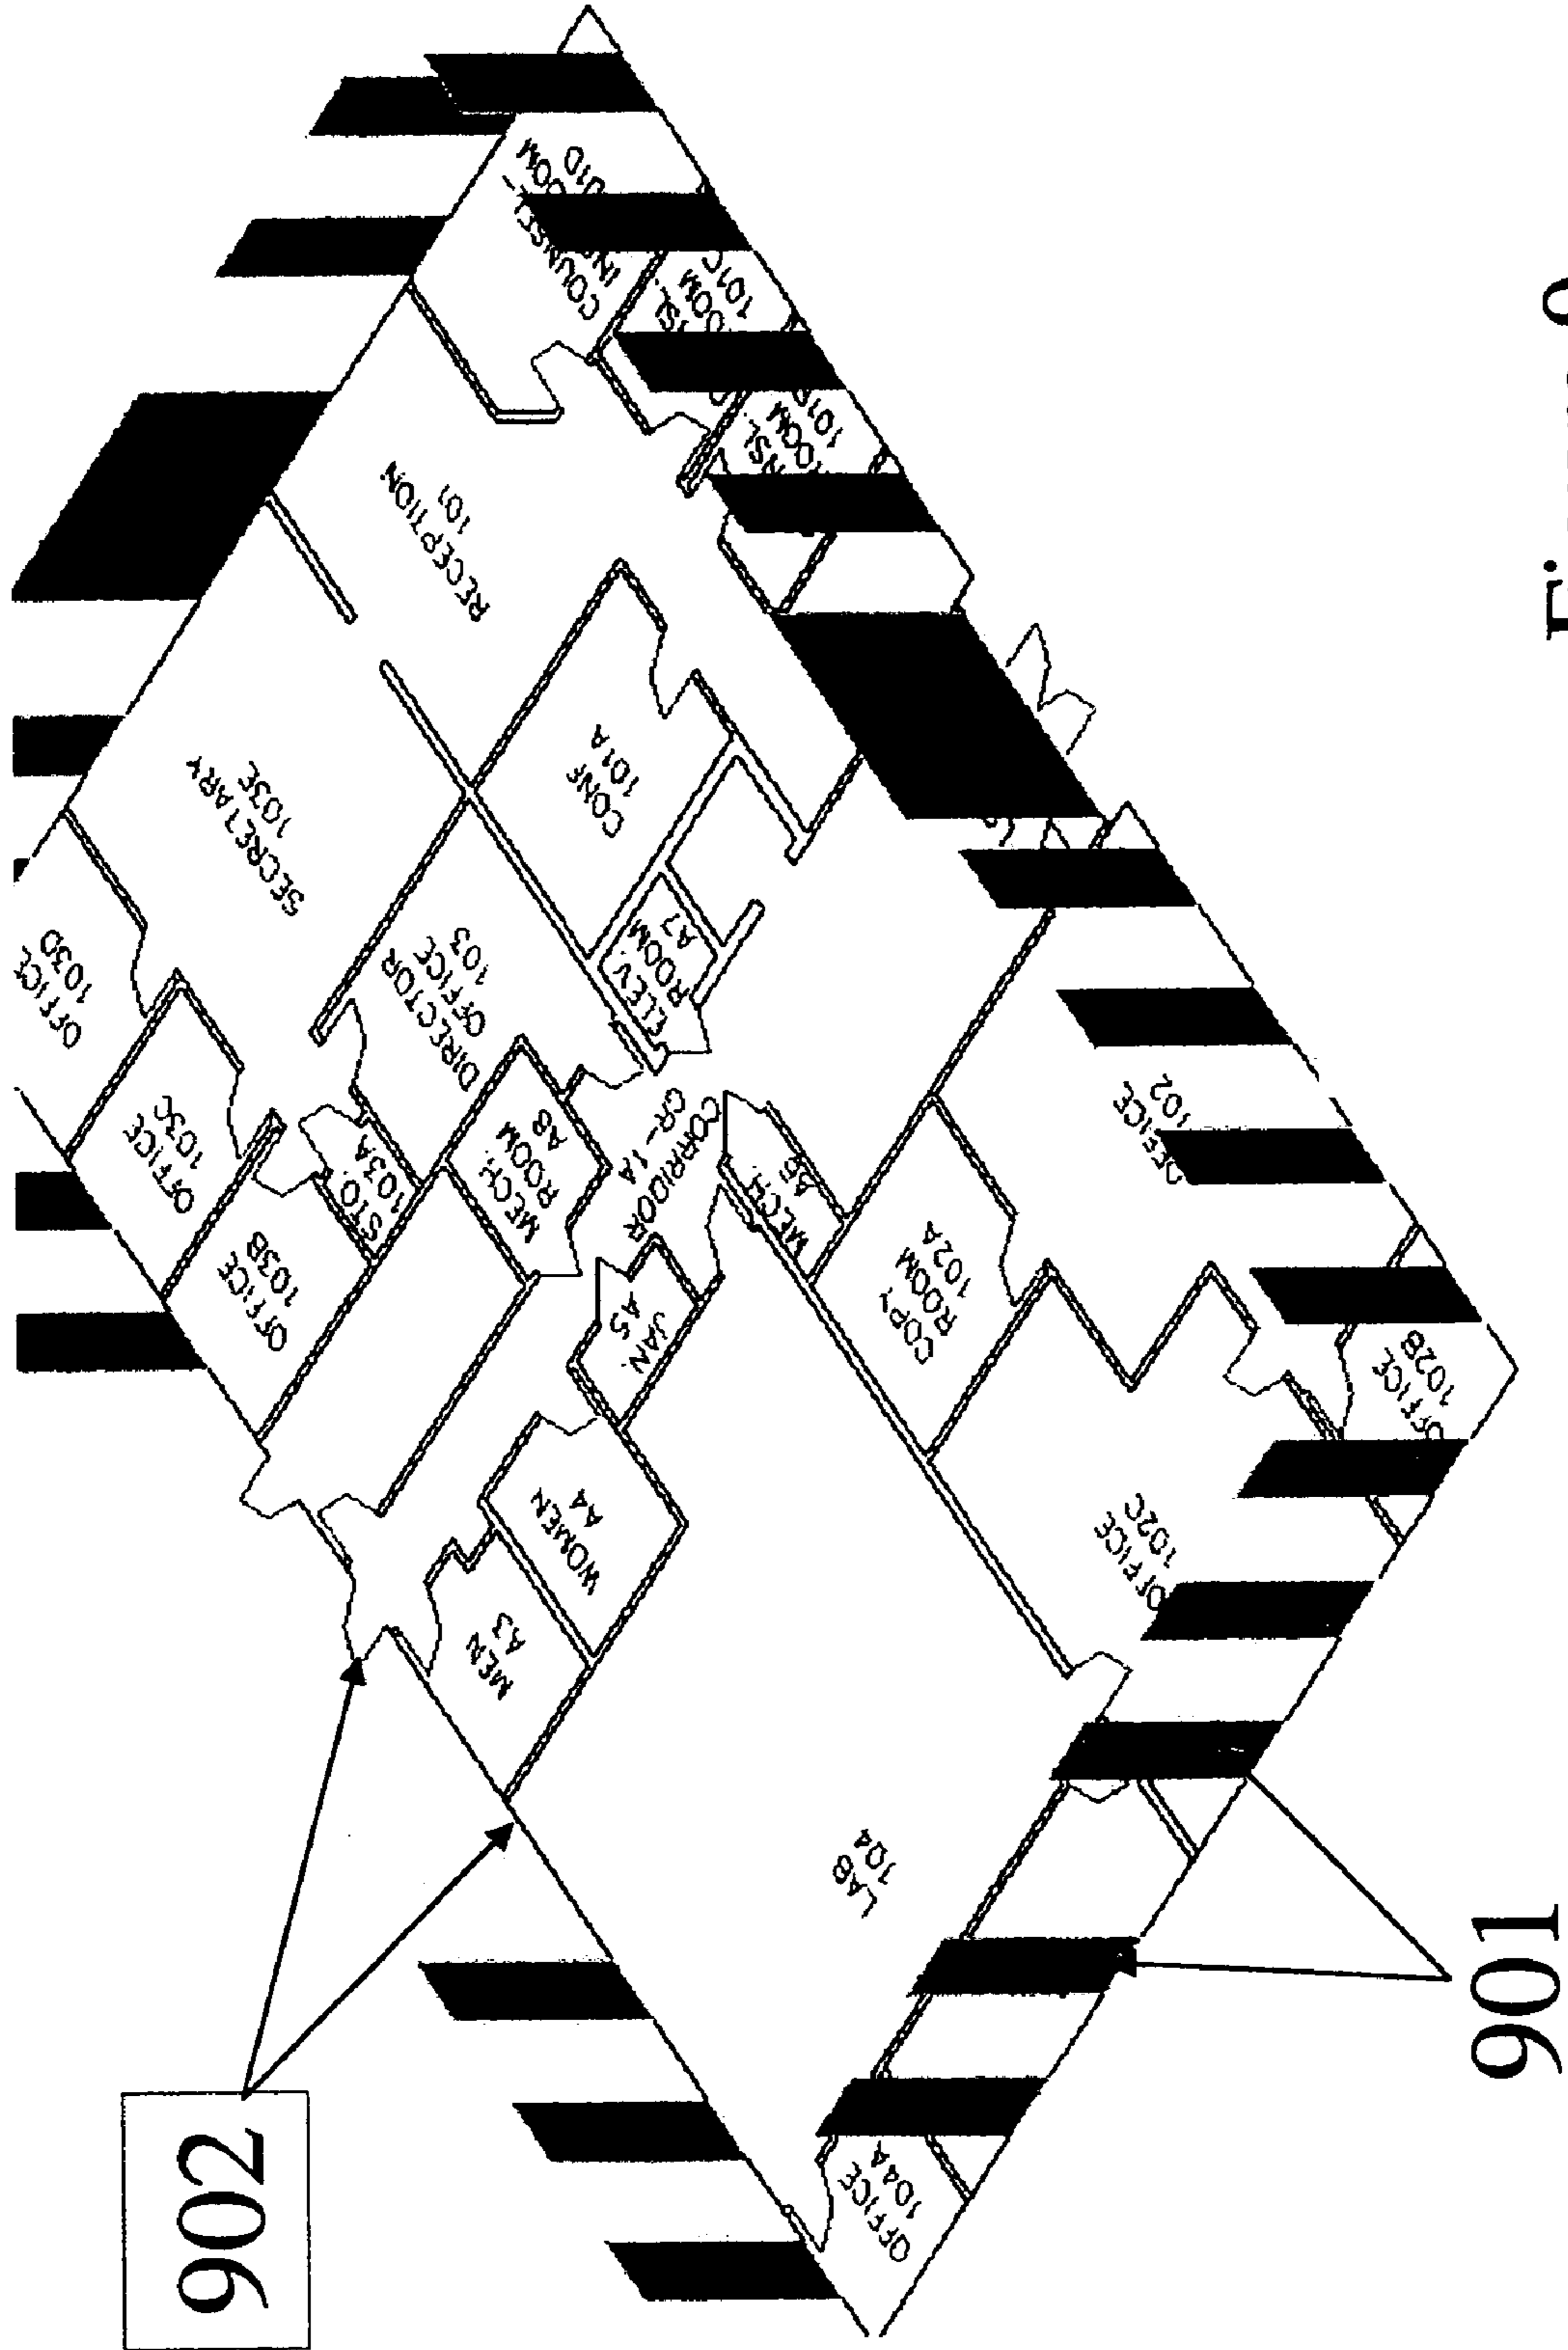 902
901
OFFICE
103D
OFFICE
103C
OFFICE
103B
SECRETARY
103E
STO.
103A
DIRECTOR
OFFICE
103
RECEPTION
101
CONF
101A
ELEV.
ROOM
A7
MECH.
ROOM
A8
CORRIDOR
CR-1A
JAN.
A5
WOMEN
A4
MEN
A3
MECH
COPY
ROOM
102A
OFFICE
102
OFFICE
102B
OFFICE
102C
LAB
104
OFFICE
104A